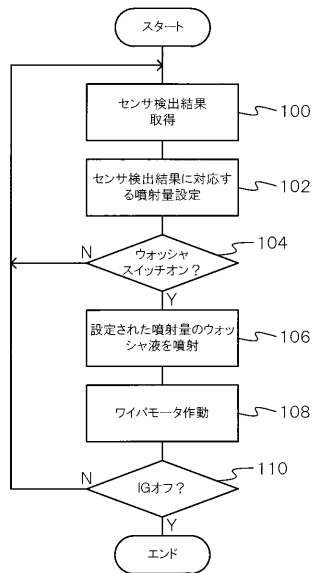 スタート
センサ検出結果
取得
100
センサ検出結果に対応す
る噴射量設定
102
ウォッシャ
スイッチオン？
104
N
Y
設定された噴射量のウォッ
シャ液を噴射
106
ワイパモータ作動
108
IGオフ？
110
N
Y
エンド